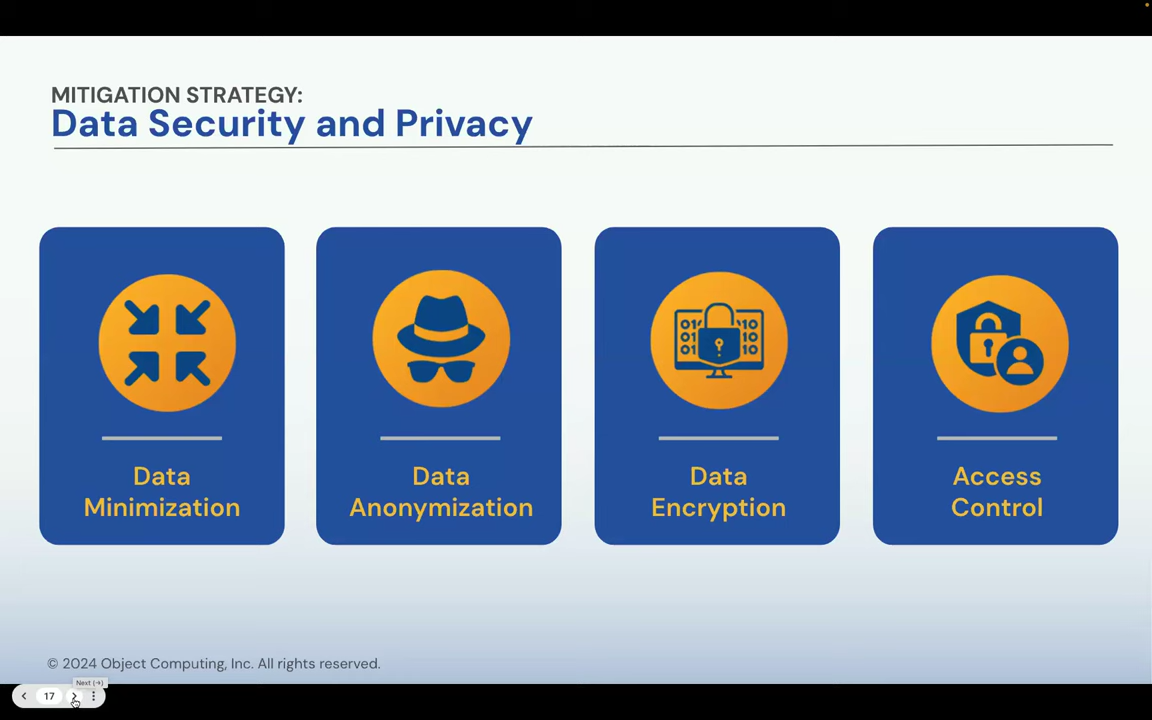 MITIGATION STRATEGY:
Data Security and Privacy
Data
Minimization
Data
Anonymization
Data
Encryption
Access
Control
© 2024 Object Computing, Inc. All rights reserved.
Next (→)
17